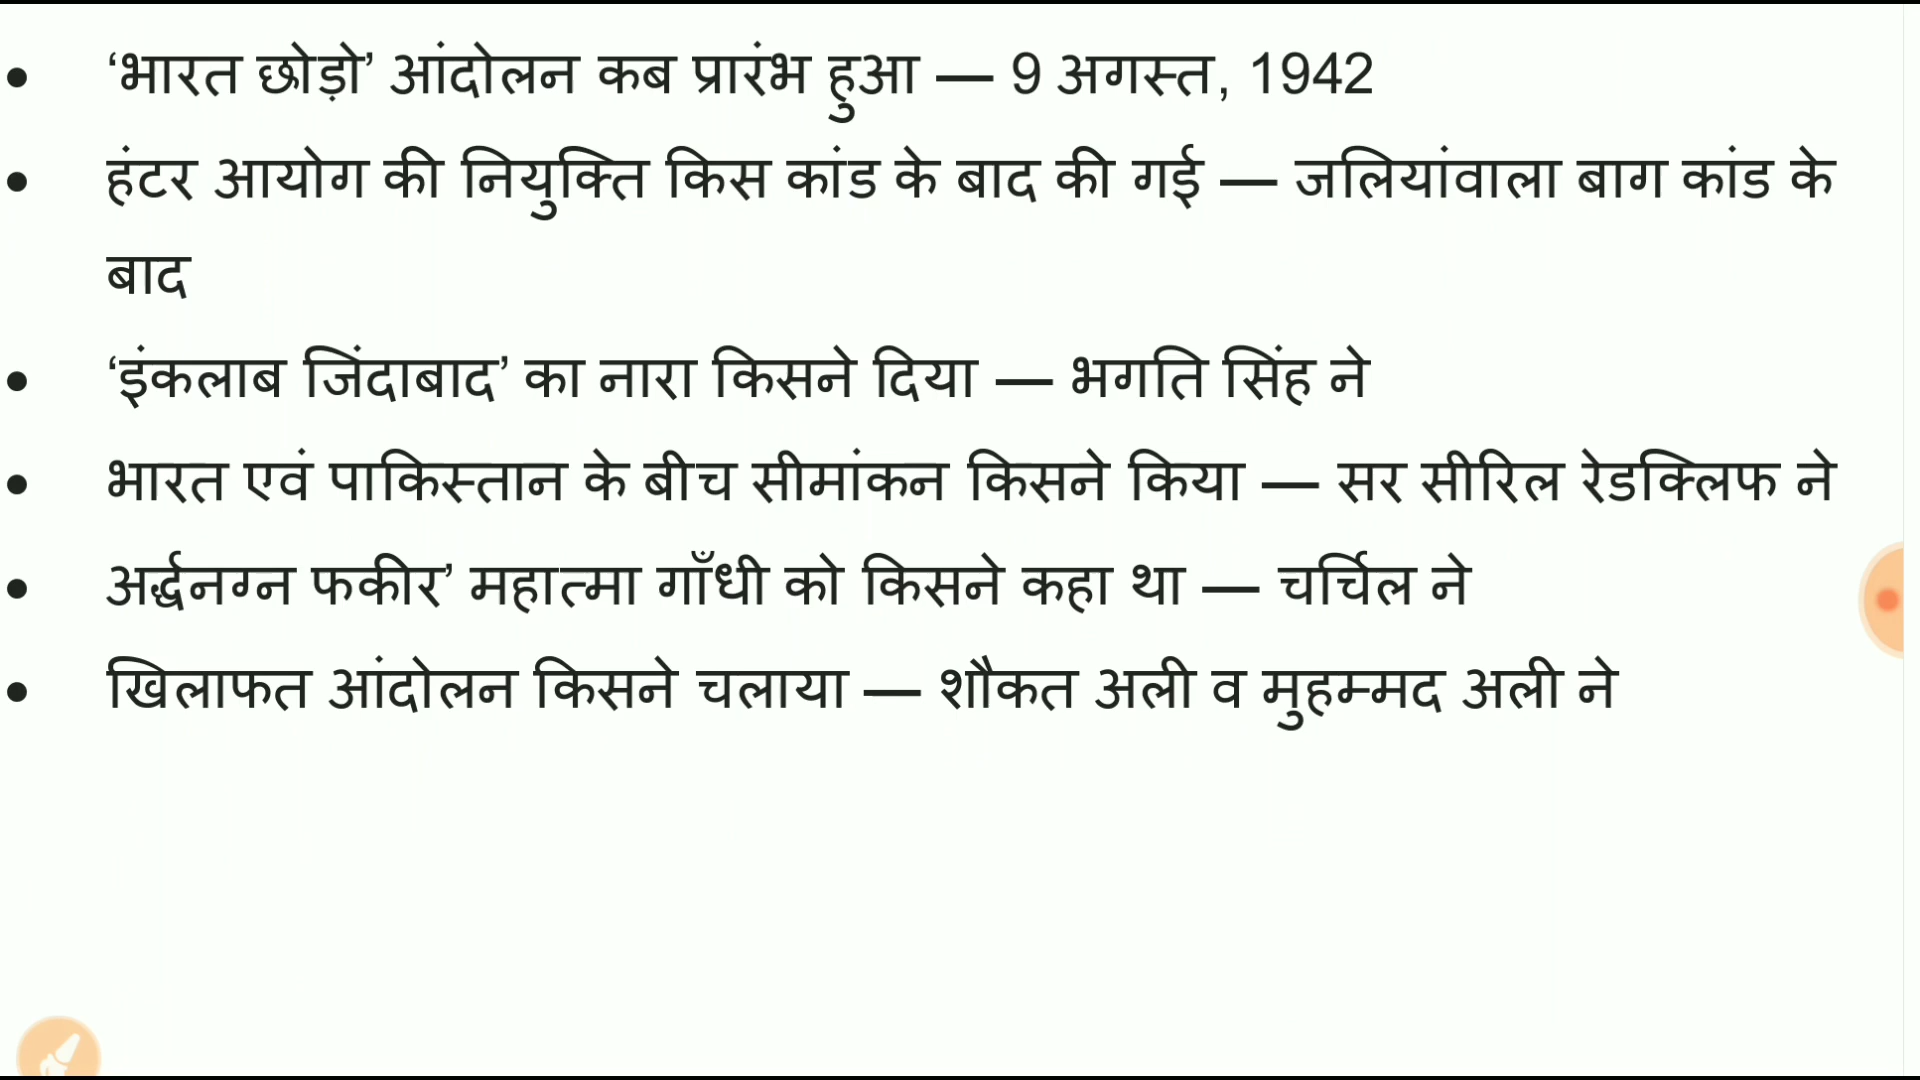 • ‘भारत छोड़ो’ आंदोलन कब प्रारंभ हुआ — 9 अगस्त, 1942
• हंटर आयोग की नियुक्ति किस कांड के बाद की गई — जलियांवाला बाग कांड के
बाद
• ‘इंकलाब जिंदाबाद’ का नारा किसने दिया — भगति सिंह ने
• भारत एवं पाकिस्तान के बीच सीमांकन किसने किया — सर सीरिल रेडक्लिफ ने
• अर्द्धनग्न फकीर’ महात्मा गाँधी को किसने कहा था — चर्चिल ने
• खिलाफत आंदोलन किसने चलाया — शौकत अली व मुहम्मद अली ने